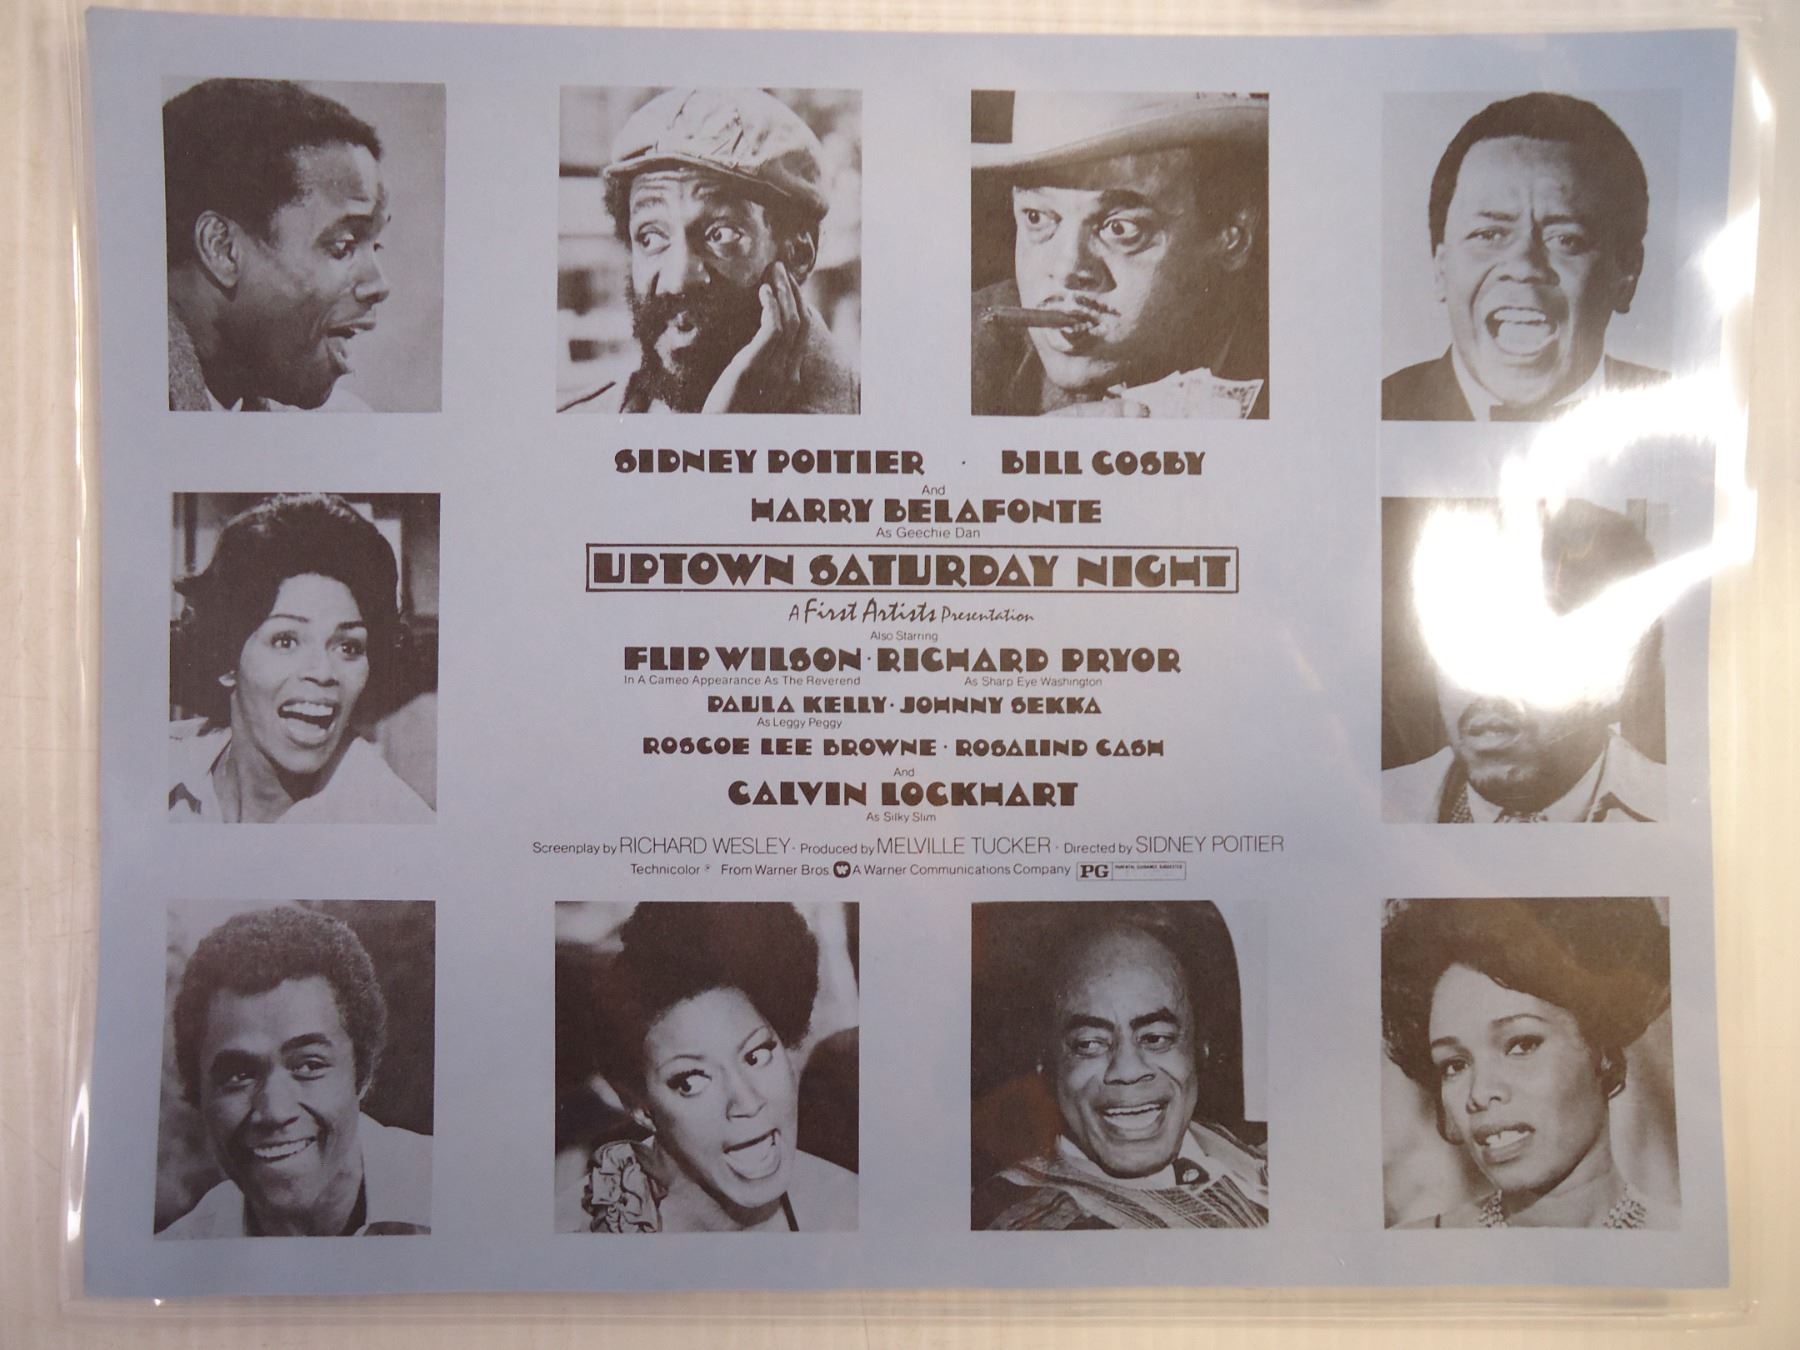 SIDNEY POITIER · BILL COSBY
And
HARRY BELAFONTE
As Geechie Dan
UPTOWN SATURDAY NIGHT
A First Artists Presentation
Also Starring
FLIP WILSON · RICHARD PRYOR
In A Cameo Appearance As The Reverend As Sharp Eye Washington
PAULA KELLY · JOHNNY SEKKA
As Leggy Peggy
ROSCOE LEE BROWNE · ROSALIND CASH
And
CALVIN LOCKHART
As Silky Slim
Screenplay by RICHARD WESLEY · Produced by MELVILLE TUCKER · Directed by SIDNEY POITIER
Technicolor ® From Warner Bros. W A Warner Communications Company PG PARENTAL GUIDANCE SUGGESTED